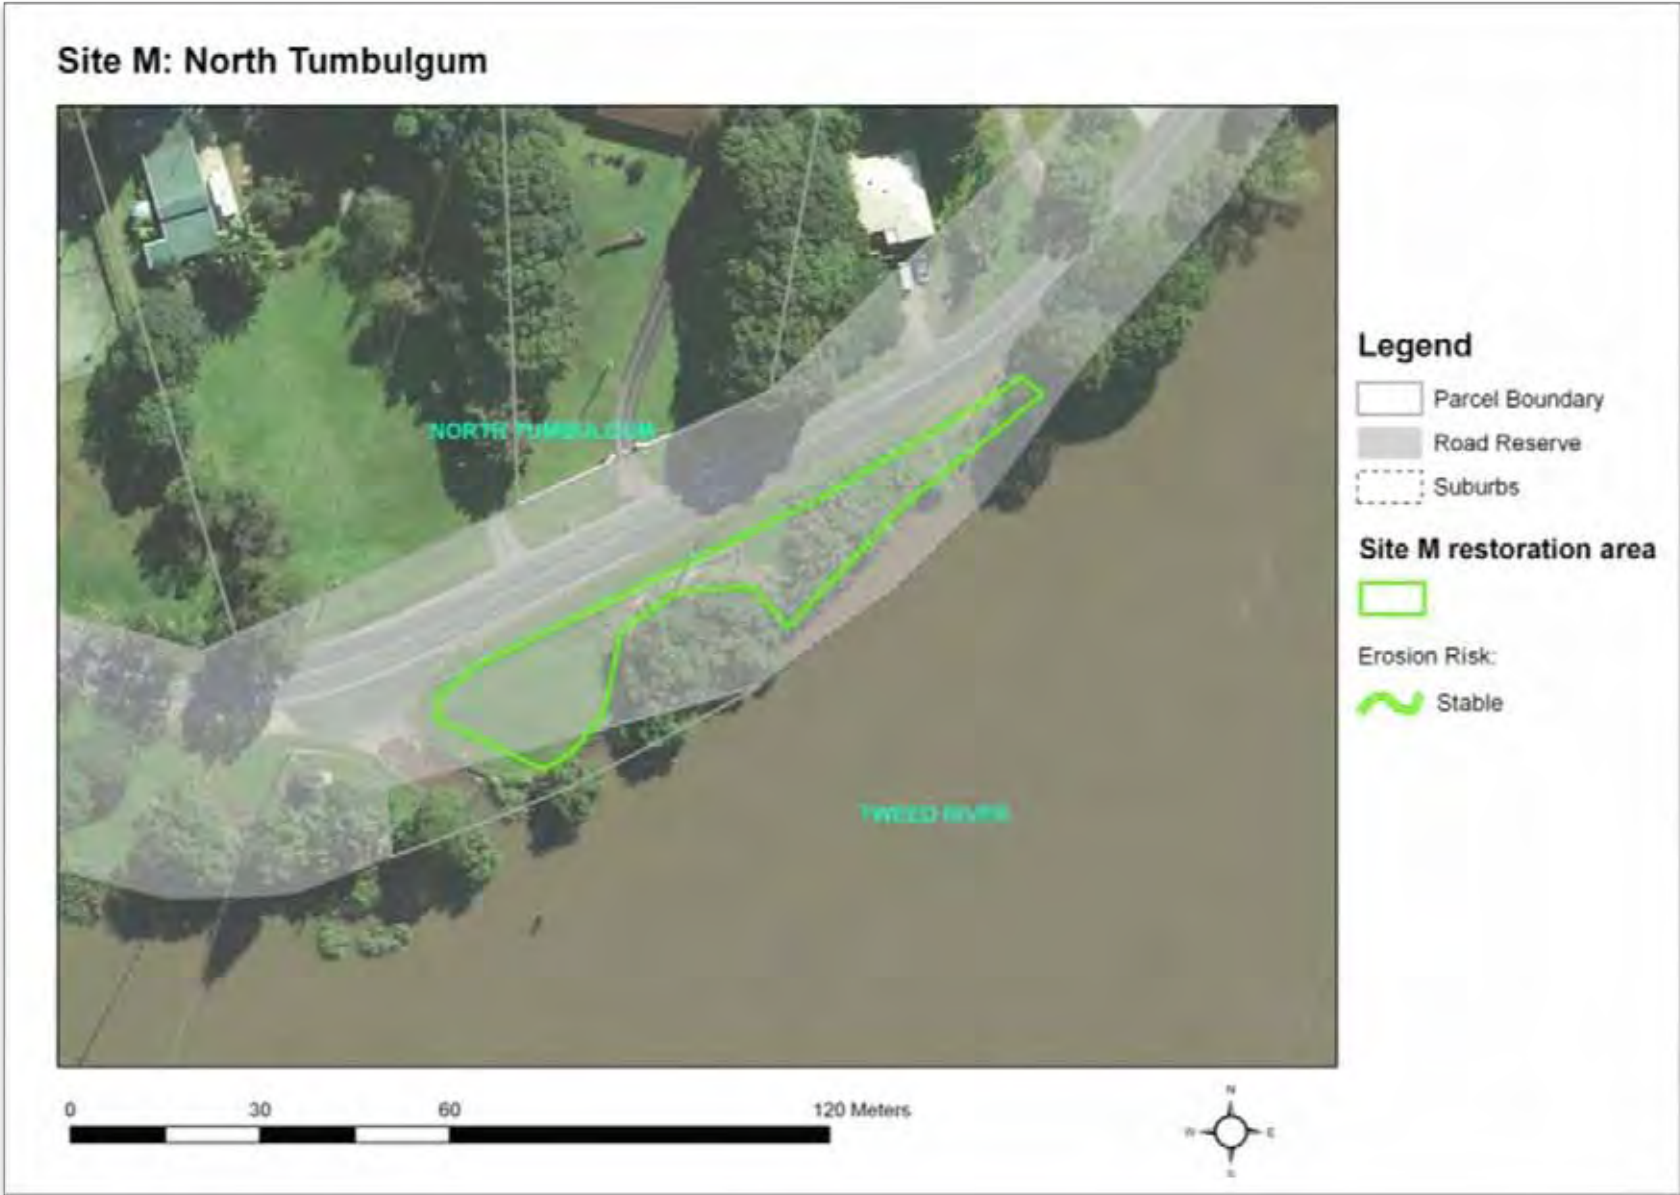 Site M: North Tumbulgum
NORTH TUMBULGUM
TWEED RIVER
Legend
Parcel Boundary
Road Reserve
Suburbs
Site M restoration area
Erosion Risk:
Stable
0 30 60 120 Meters
N
W E
S